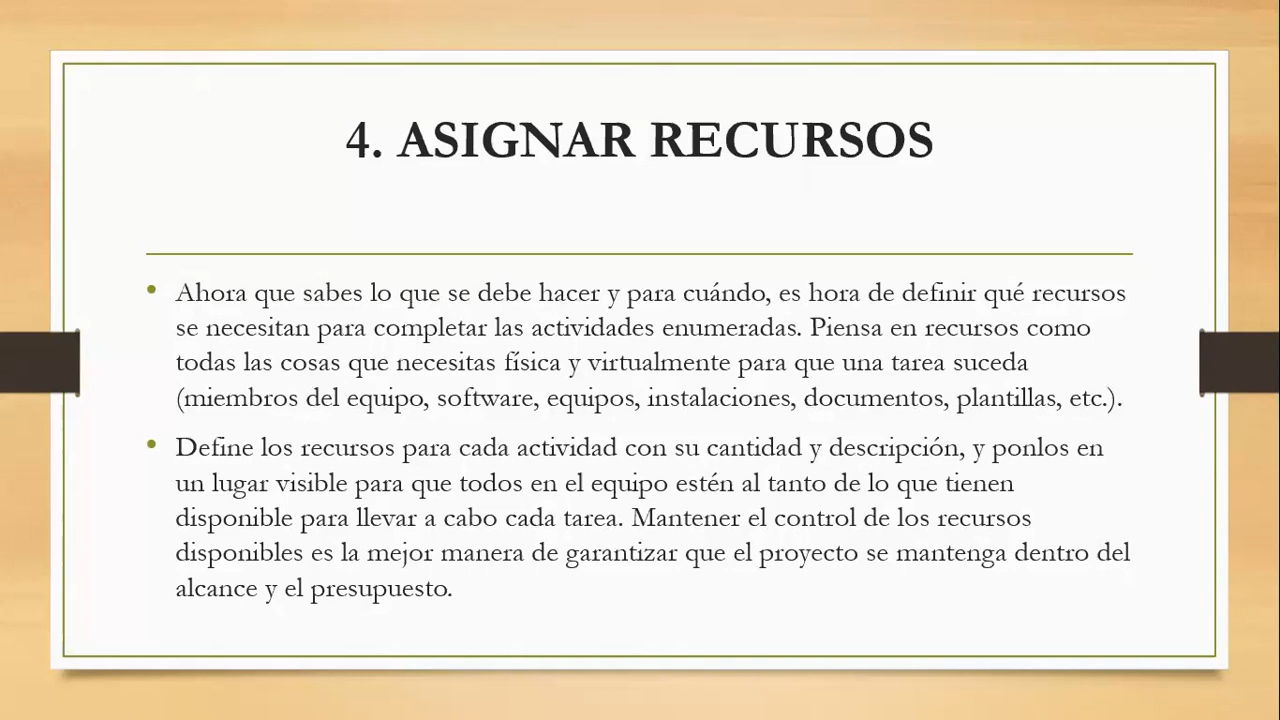 4. ASIGNAR RECURSOS
• Ahora que sabes lo que se debe hacer y para cuándo, es hora de definir qué recursos
se necesitan para completar las actividades enumeradas. Piensa en recursos como
todas las cosas que necesitas física y virtualmente para que una tarea suceda
(miembros del equipo, software, equipos, instalaciones, documentos, plantillas, etc.).
• Define los recursos para cada actividad con su cantidad y descripción, y ponlos en
un lugar visible para que todos en el equipo estén al tanto de lo que tienen
disponible para llevar a cabo cada tarea. Mantener el control de los recursos
disponibles es la mejor manera de garantizar que el proyecto se mantenga dentro del
alcance y el presupuesto.